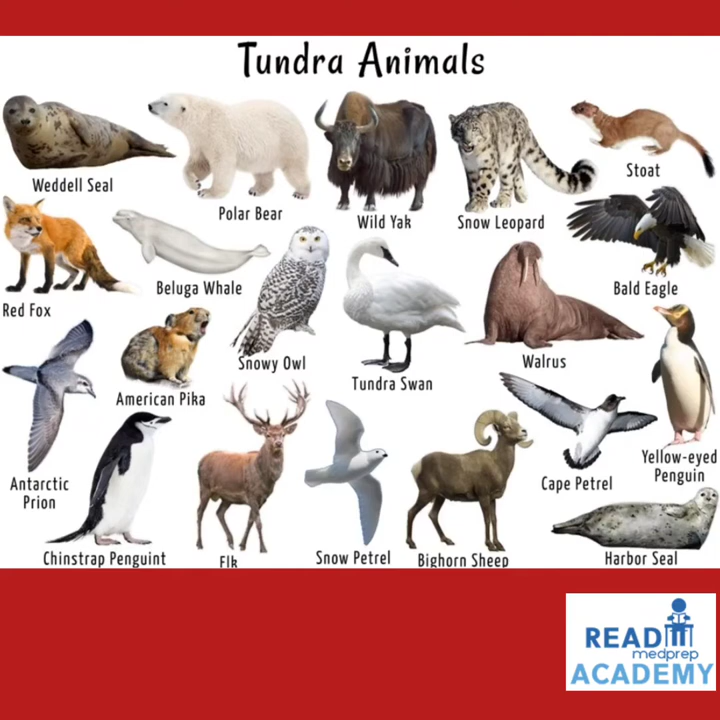 Tundra Animals
Weddell Seal
Polar Bear
Wild Yak
Snow Leopard
Stoat
Red Fox
Beluga Whale
Snowy Owl
Tundra Swan
Walrus
Bald Eagle
American Pika
Antarctic
Prion
Chinstrap Penguint
Elk
Snow Petrel
Bighorn Sheep
Cape Petrel
Yellow-eyed
Penguin
Harbor Seal
READ
medprep
ACADEMY